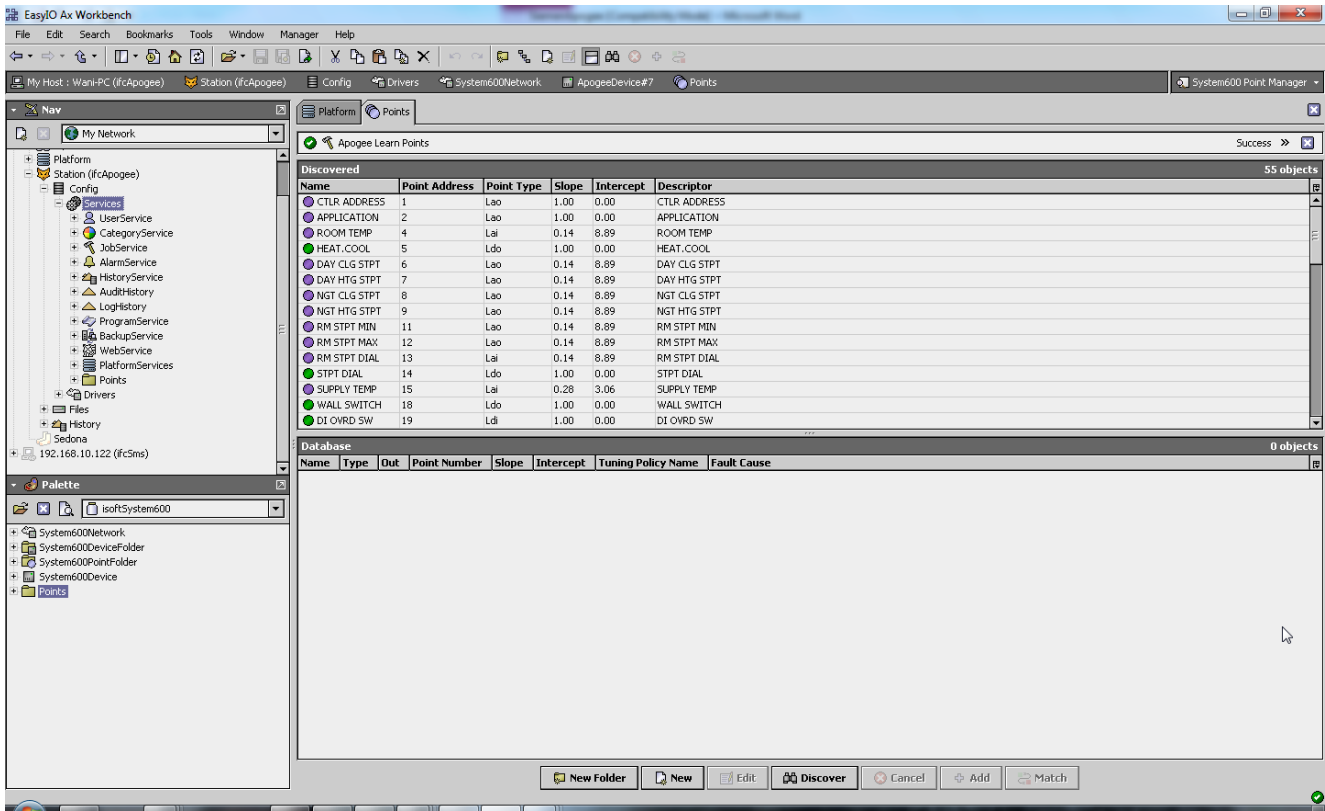 EasyIO Ax Workbench
File Edit Search Bookmarks Tools Window Manager Help
My Host : Wani-PC (ifcApogee) Station (ifcApogee) Config Drivers System600Network ApogeeDevice#7 Points System600 Point Manager
Nav
My Network
Platform
Station (ifcApogee)
Config
Services
UserService
CategoryService
JobService
AlarmService
HistoryService
AuditHistory
LogHistory
ProgramService
BackupService
WebService
PlatformServices
Points
Drivers
Files
History
Sedona
192.168.10.122 (ifcSms)
Palette
isoftSystem600
System600Network
System600DeviceFolder
System600PointFolder
System600Device
Points
Platform Points
Apogee Learn Points Success »
Discovered 55 objects
Name Point Address Point Type Slope Intercept Descriptor
CTLR ADDRESS 1 Lao 1.00 0.00 CTLR ADDRESS
APPLICATION 2 Lao 1.00 0.00 APPLICATION
ROOM TEMP 4 Lai 0.14 8.89 ROOM TEMP
HEAT.COOL 5 Ldo 1.00 0.00 HEAT.COOL
DAY CLG STPT 6 Lao 0.14 8.89 DAY CLG STPT
DAY HTG STPT 7 Lao 0.14 8.89 DAY HTG STPT
NGT CLG STPT 8 Lao 0.14 8.89 NGT CLG STPT
NGT HTG STPT 9 Lao 0.14 8.89 NGT HTG STPT
RM STPT MIN 11 Lao 0.14 8.89 RM STPT MIN
RM STPT MAX 12 Lao 0.14 8.89 RM STPT MAX
RM STPT DIAL 13 Lai 0.14 8.89 RM STPT DIAL
STPT DIAL 14 Ldo 1.00 0.00 STPT DIAL
SUPPLY TEMP 15 Lai 0.28 3.06 SUPPLY TEMP
WALL SWITCH 18 Ldo 1.00 0.00 WALL SWITCH
DI OVRD SW 19 Ldi 1.00 0.00 DI OVRD SW
Database 0 objects
Name Type Out Point Number Slope Intercept Tuning Policy Name Fault Cause
New Folder New Edit Discover Cancel Add Match